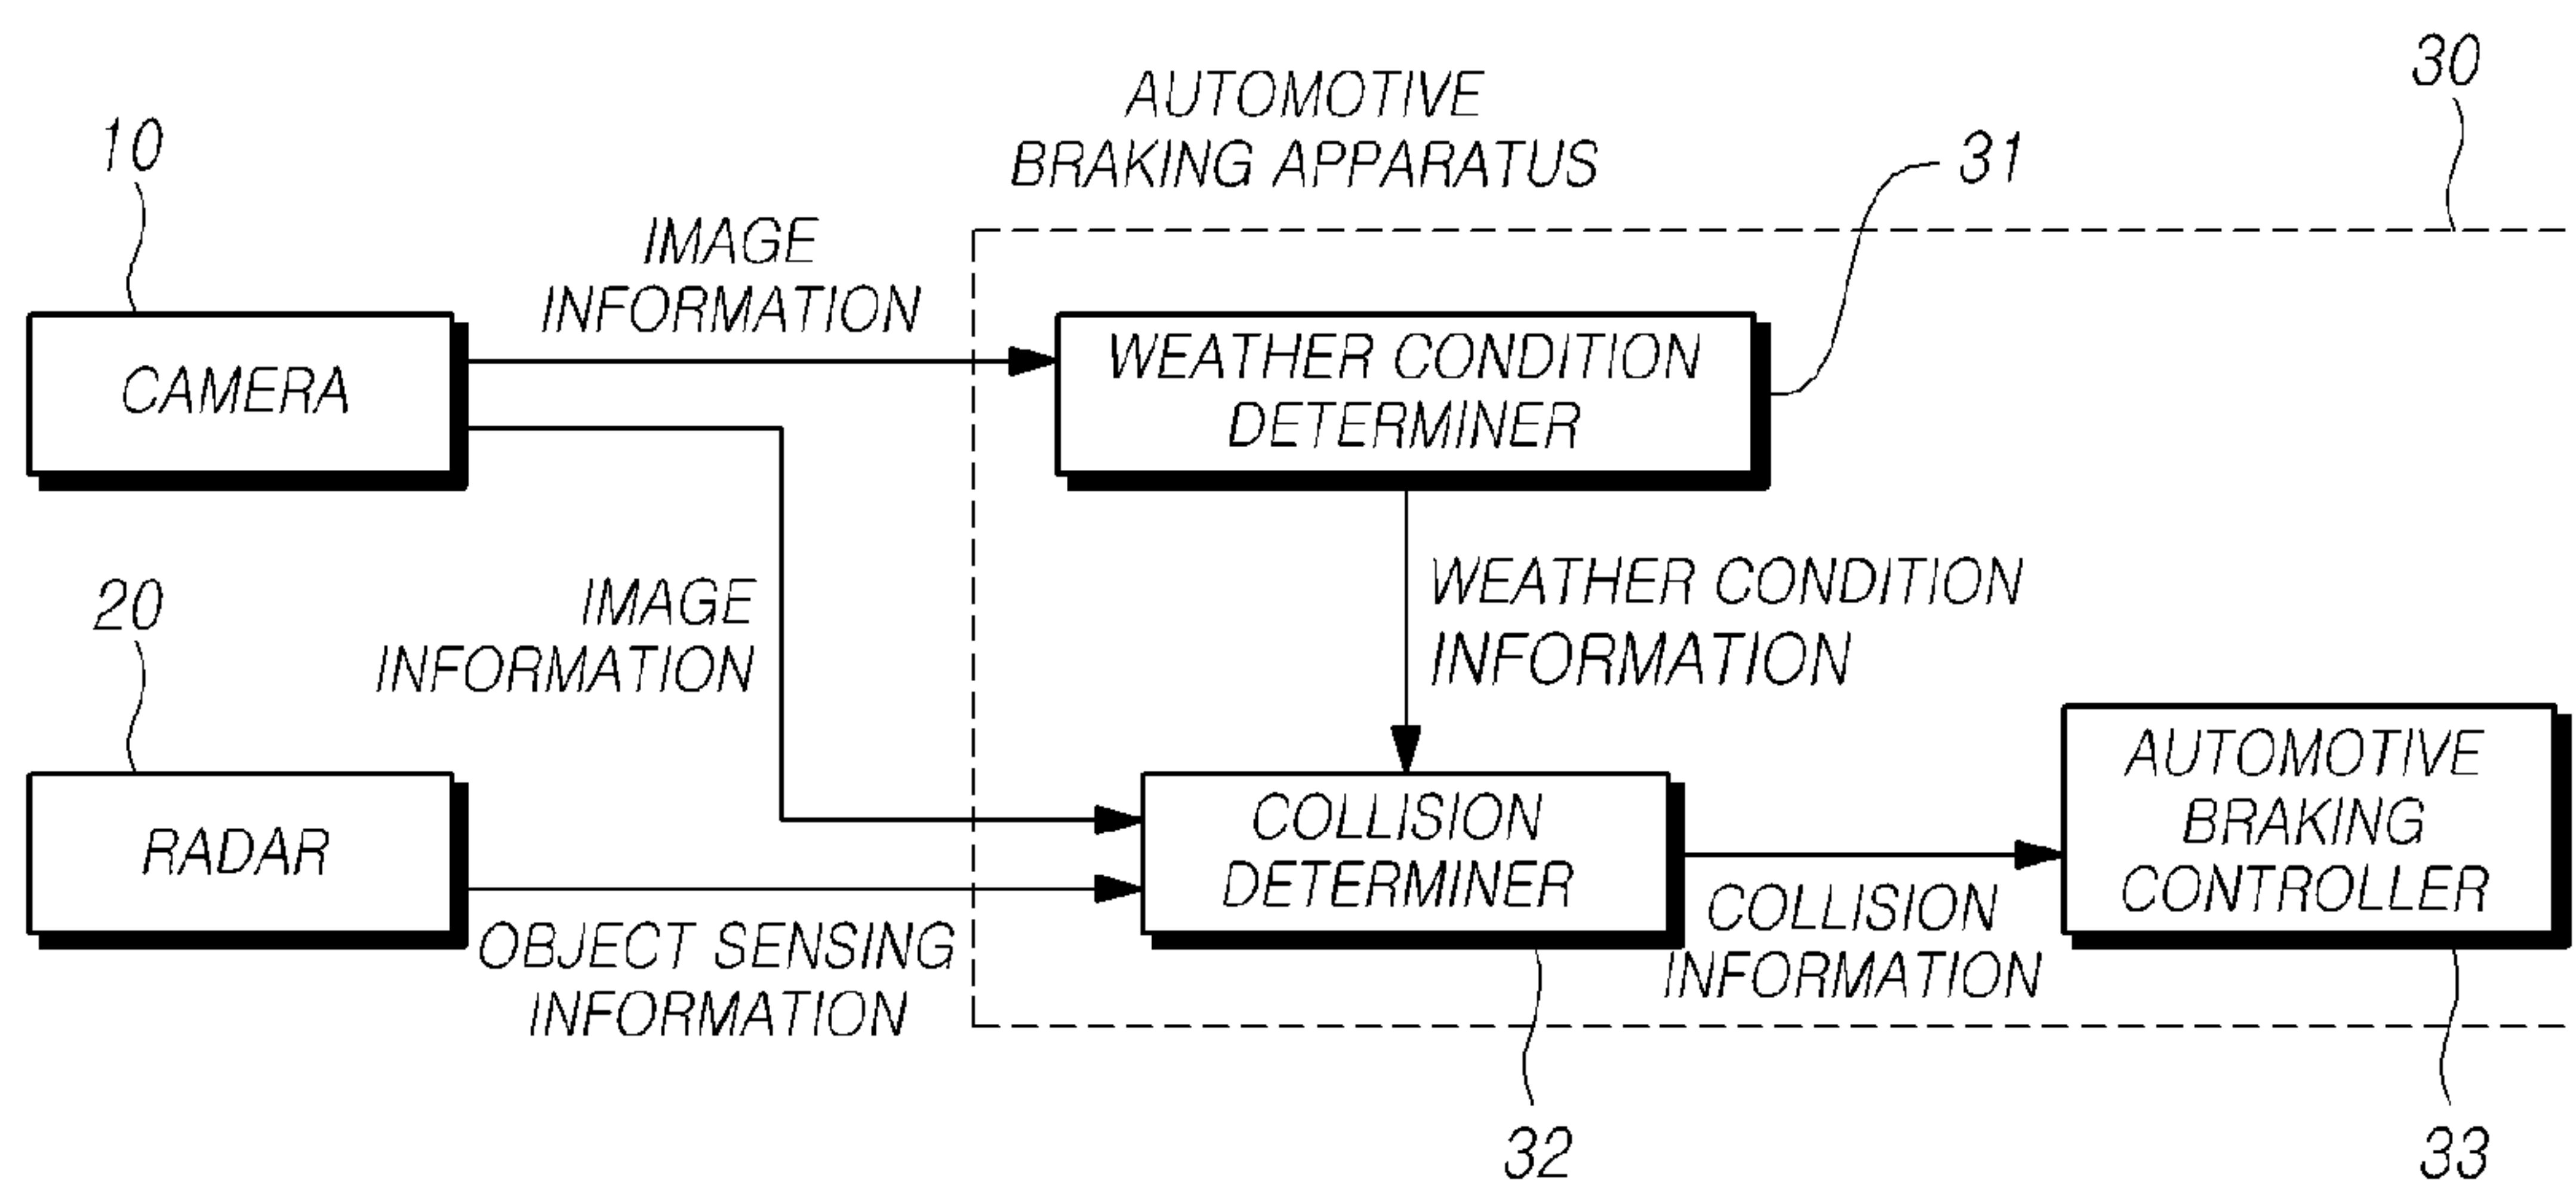 30
AUTOMOTIVE
BRAKING APPARATUS
10
31
IMAGE
INFORMATION
CAMERA
WEATHER CONDITION
DETERMINER
20
IMAGE
INFORMATION
WEATHER CONDITION
INFORMATION
RADAR
COLLISION
DETERMINER
AUTOMOTIVE
BRAKING
CONTROLLER
OBJECT SENSING
INFORMATION
COLLISION
INFORMATION
32
33